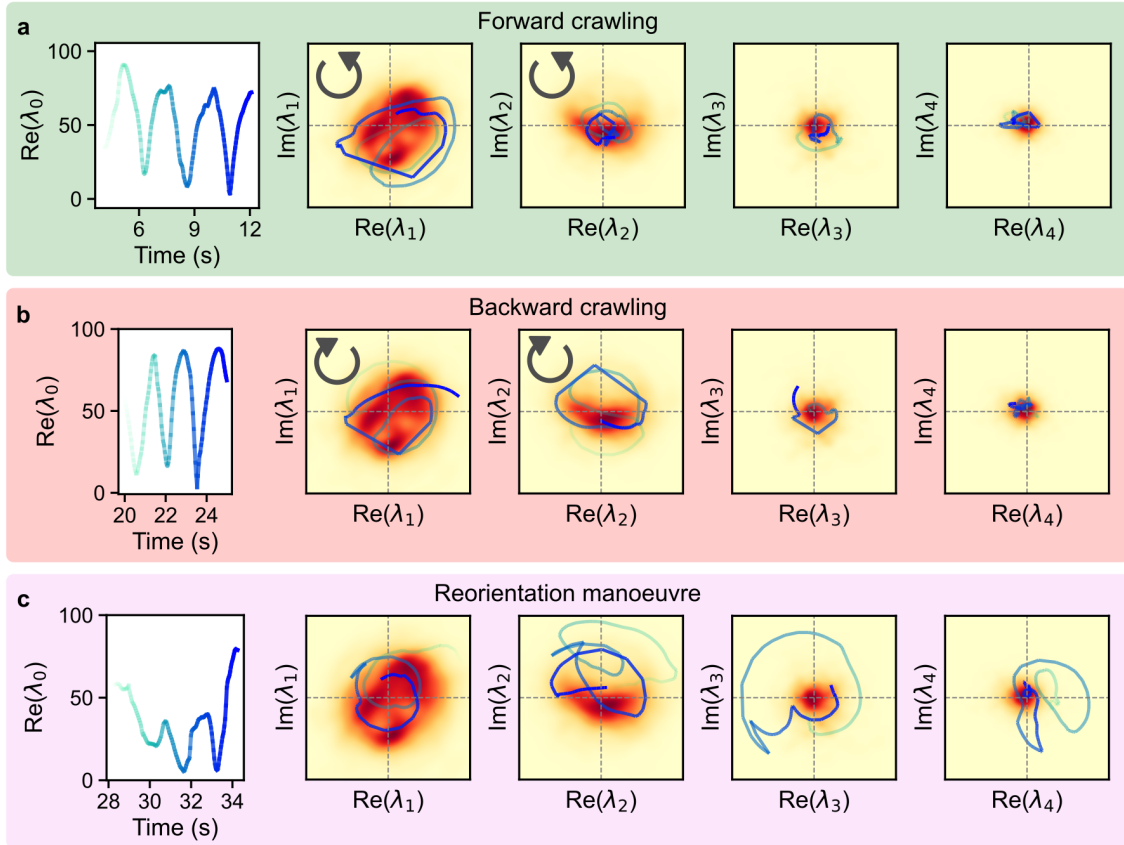 a
Forward crawling
Re(λ₀)
100
50
0
6 9 12
Time (s)
Im(λ₁)
Re(λ₁)
Im(λ₂)
Re(λ₂)
Im(λ₃)
Re(λ₃)
Im(λ₄)
Re(λ₄)
b
Backward crawling
Re(λ₀)
100
50
0
20 22 24
Time (s)
Im(λ₁)
Re(λ₁)
Im(λ₂)
Re(λ₂)
Im(λ₃)
Re(λ₃)
Im(λ₄)
Re(λ₄)
c
Reorientation manoeuvre
Re(λ₀)
100
50
0
28 30 32 34
Time (s)
Im(λ₁)
Re(λ₁)
Im(λ₂)
Re(λ₂)
Im(λ₃)
Re(λ₃)
Im(λ₄)
Re(λ₄)